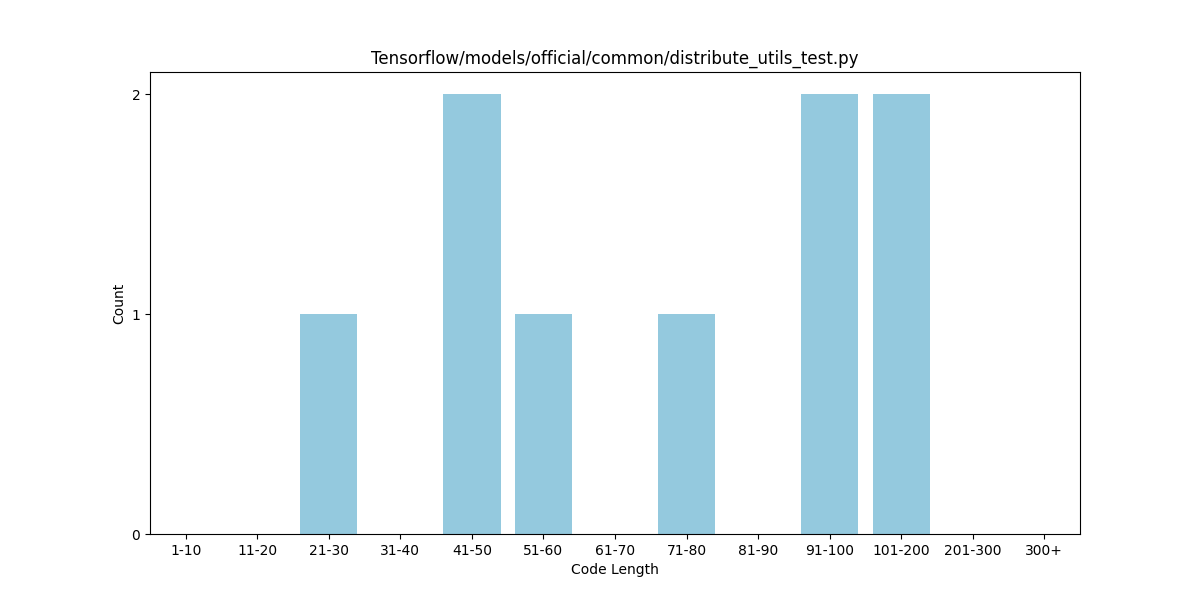 Tensorflow/models/official/common/distribute_utils_test.py
2
1
0
Count
1-10 11-20 21-30 31-40 41-50 51-60 61-70 71-80 81-90 91-100 101-200 201-300 300+
Code Length